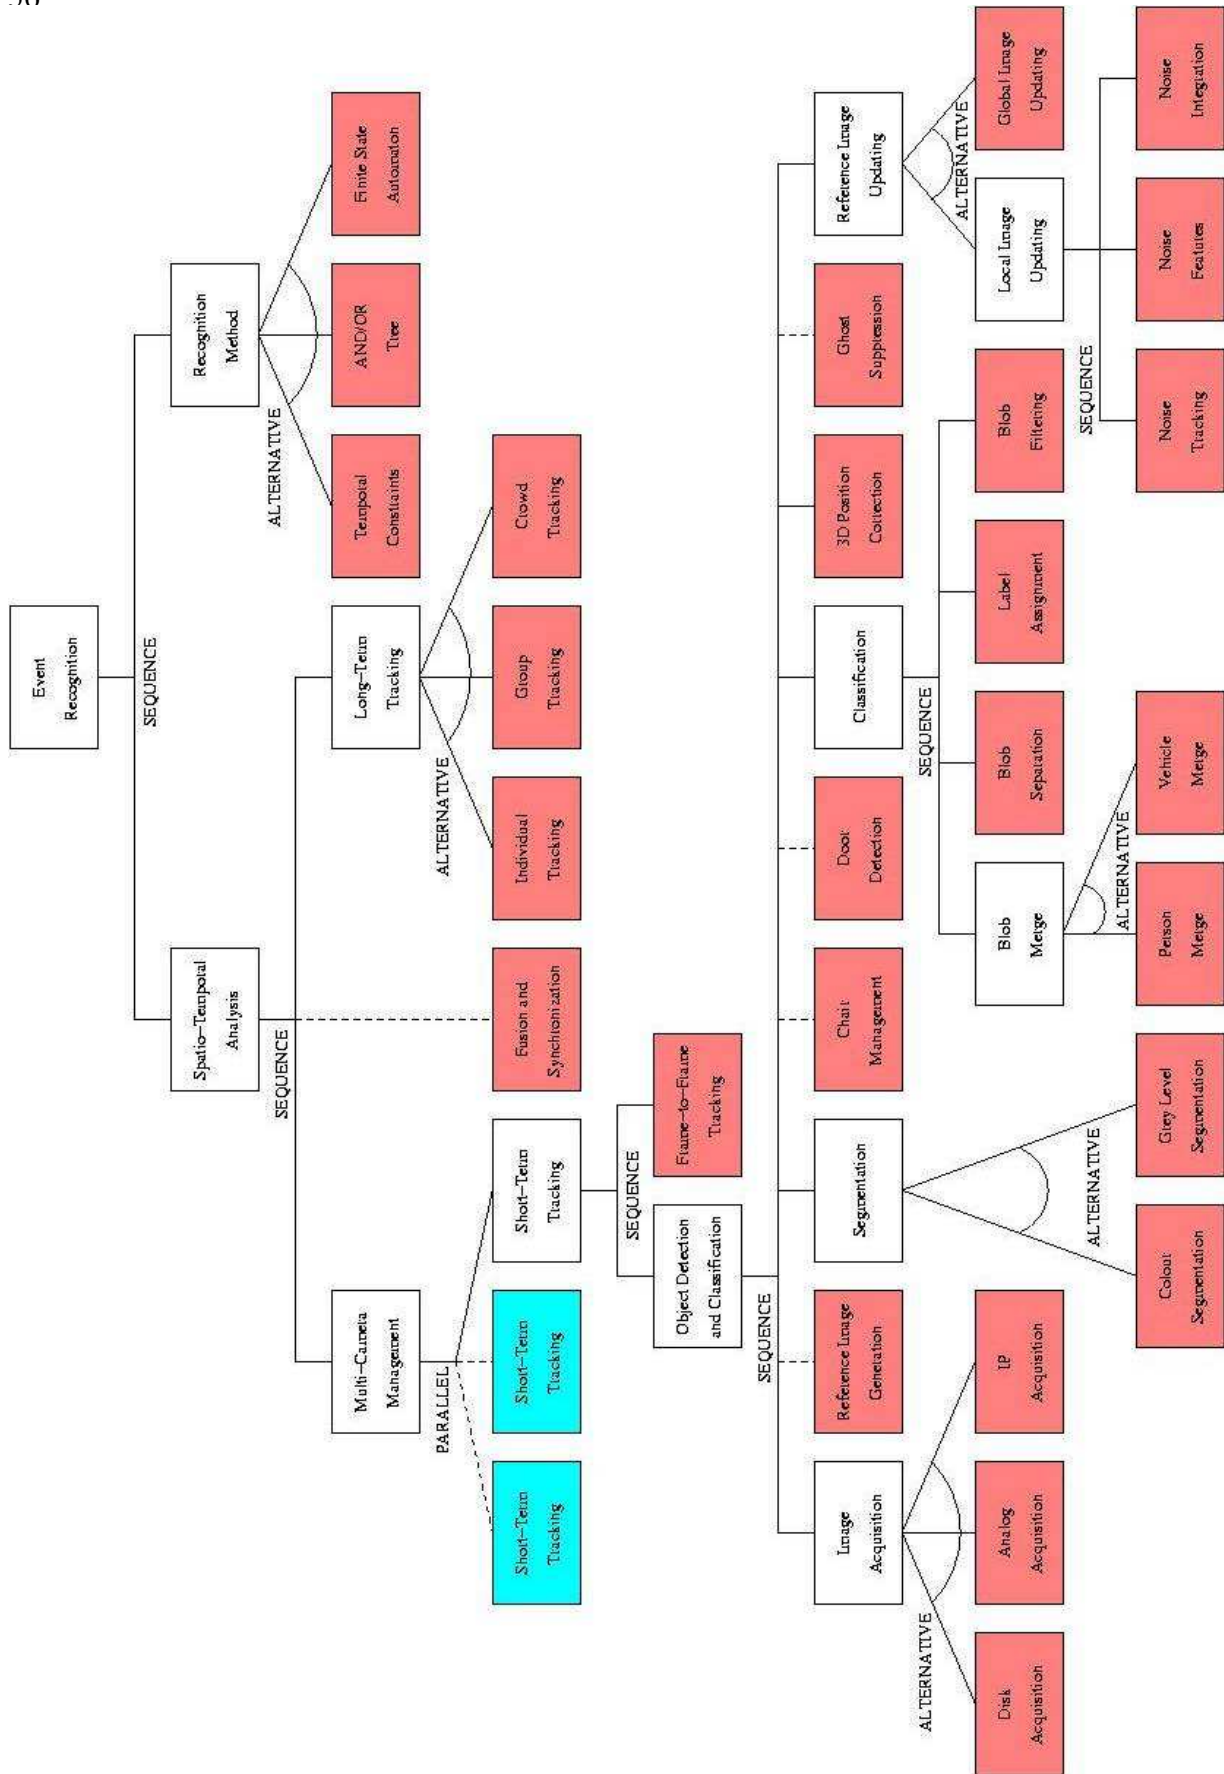 Event
Recognition
SEQUENCE
Spatio-Temporal
Analysis
Recognition
Method
SEQUENCE
ALTERNATIVE
Multi-Camera
Management
Long-Term
Tracking
Temporal
Constraints
AND/OR
Tree
Finite State
Automaton
PARALLEL
ALTERNATIVE
Short-Term
Tracking
Short-Term
Tracking
Short-Term
Tracking
Fusion and
Synchronization
Individual
Tracking
Group
Tracking
Crowd
Tracking
SEQUENCE
Object Detection
and Classification
Frame-to-Frame
Tracking
SEQUENCE
Image
Acquisition
Reference Image
Generation
Segmentation
Chair
Management
Door
Detection
Classification
3D Position
Correction
Ghost
Suppression
Reference Image
Updating
ALTERNATIVE
SEQUENCE
ALTERNATIVE
Disk
Acquisition
Analog
Acquisition
IP
Acquisition
Blob
Merge
Blob
Separation
Label
Assignment
Blob
Filtering
Local Image
Updating
Global Image
Updating
ALTERNATIVE
ALTERNATIVE
SEQUENCE
Colour
Segmentation
Grey Level
Segmentation
Person
Merge
Vehicle
Merge
Noise
Tracking
Noise
Features
Noise
Integration